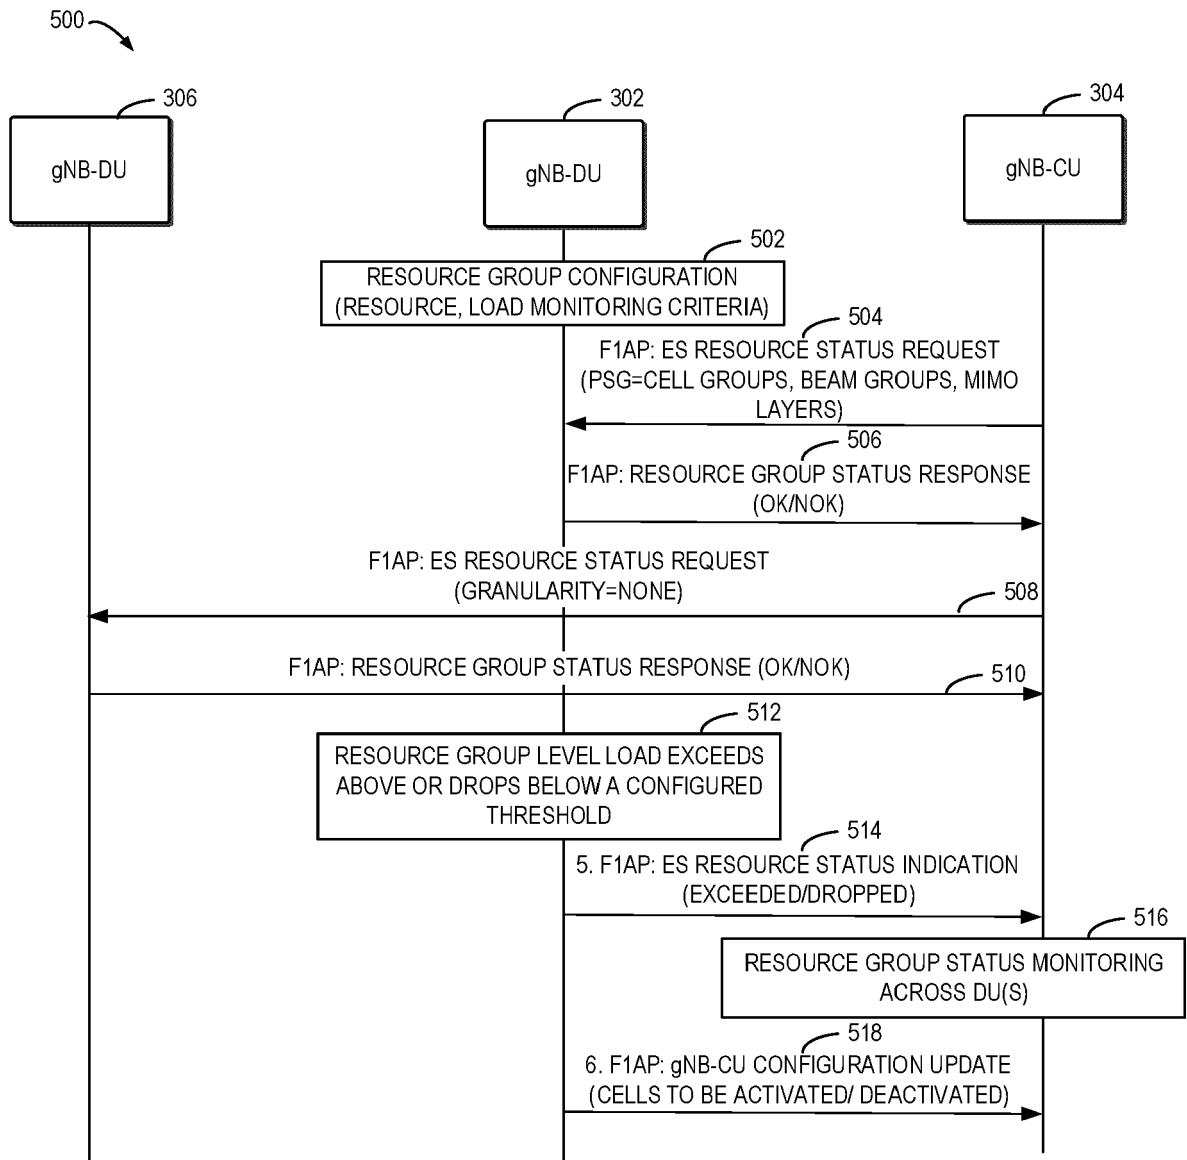 500
306
302
304
gNB-DU
gNB-DU
gNB-CU
502
RESOURCE GROUP CONFIGURATION
(RESOURCE, LOAD MONITORING CRITERIA)
504
F1AP: ES RESOURCE STATUS REQUEST
(PSG=CELL GROUPS, BEAM GROUPS, MIMO
LAYERS)
506
F1AP: RESOURCE GROUP STATUS RESPONSE
(OK/NOK)
F1AP: ES RESOURCE STATUS REQUEST
(GRANULARITY=NONE)
508
F1AP: RESOURCE GROUP STATUS RESPONSE (OK/NOK)
510
512
RESOURCE GROUP LEVEL LOAD EXCEEDS
ABOVE OR DROPS BELOW A CONFIGURED
THRESHOLD
514
5. F1AP: ES RESOURCE STATUS INDICATION
(EXCEEDED/DROPPED)
516
RESOURCE GROUP STATUS MONITORING
ACROSS DU(S)
518
6. F1AP: gNB-CU CONFIGURATION UPDATE
(CELLS TO BE ACTIVATED/ DEACTIVATED)